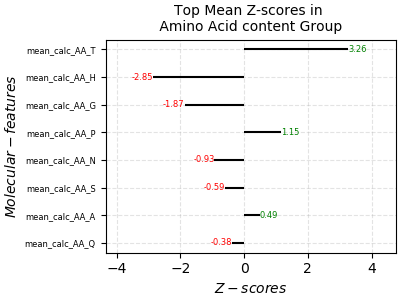 Top Mean Z-scores in
Amino Acid content Group
mean_calc_AA_T
3.26
mean_calc_AA_H
-2.85
mean_calc_AA_G
-1.87
mean_calc_AA_P
1.15
mean_calc_AA_N
-0.93
mean_calc_AA_S
-0.59
mean_calc_AA_A
0.49
mean_calc_AA_Q
-0.38
Molecular − features
−4 −2 0 2 4
Z − scores